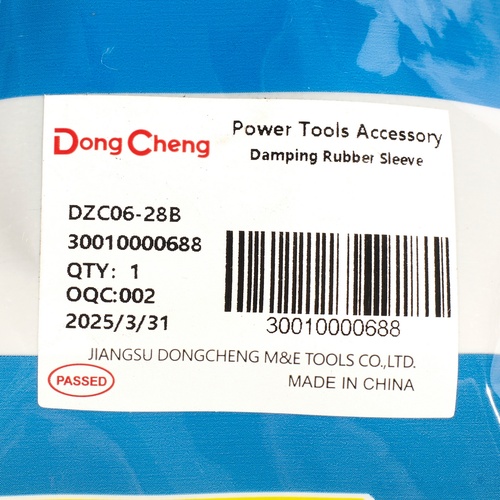 Dong Cheng
Power Tools Accessory
Damping Rubber Sleeve
DZC06-28B
30010000688
QTY: 1
OQC:002
2025/3/31
30010000688
JIANGSU DONGCHENG M&E TOOLS CO.,LTD.
PASSED
MADE IN CHINA